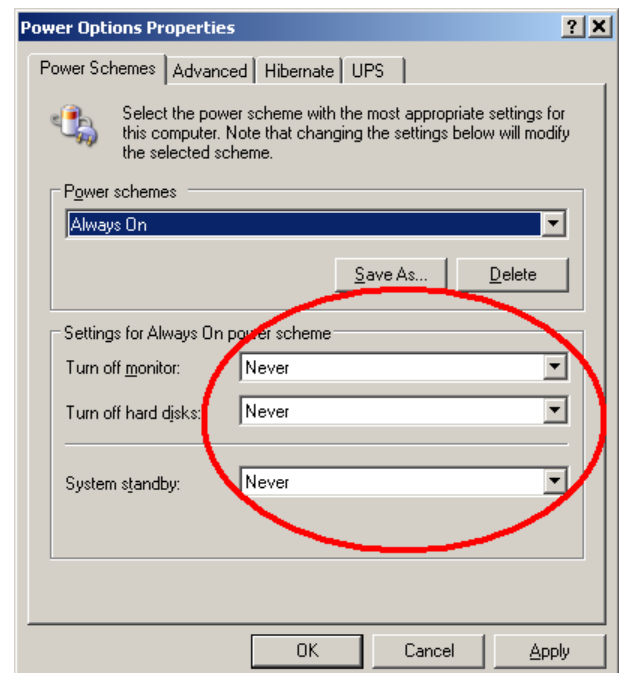 Power Options Properties
Power Schemes Advanced Hibernate UPS
Select the power scheme with the most appropriate settings for
this computer. Note that changing the settings below will modify
the selected scheme.
Power schemes
Always On
Save As... Delete
Settings for Always On power scheme
Turn off monitor: Never
Turn off hard disks: Never
System standby: Never
OK Cancel Apply